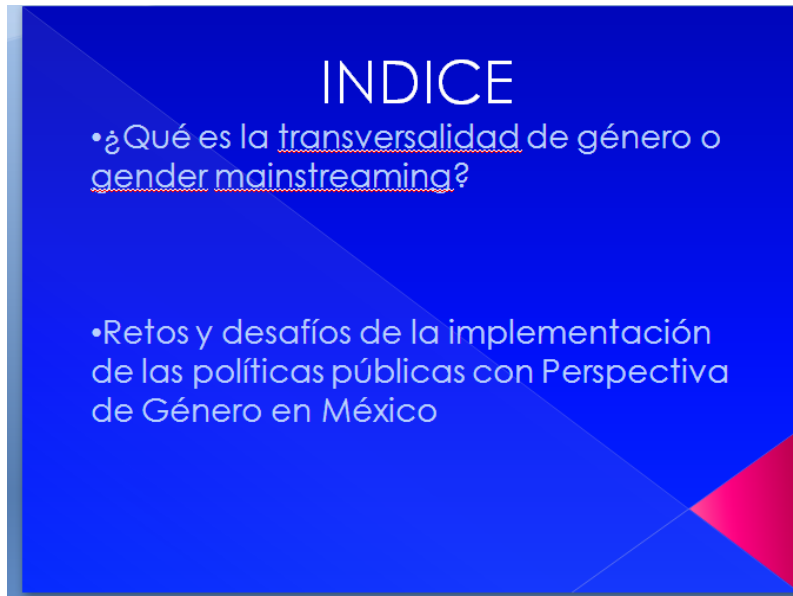 INDICE
•¿Qué es la transversalidad de género o
gender mainstreaming?
•Retos y desafíos de la implementación
de las políticas públicas con Perspectiva
de Género en México